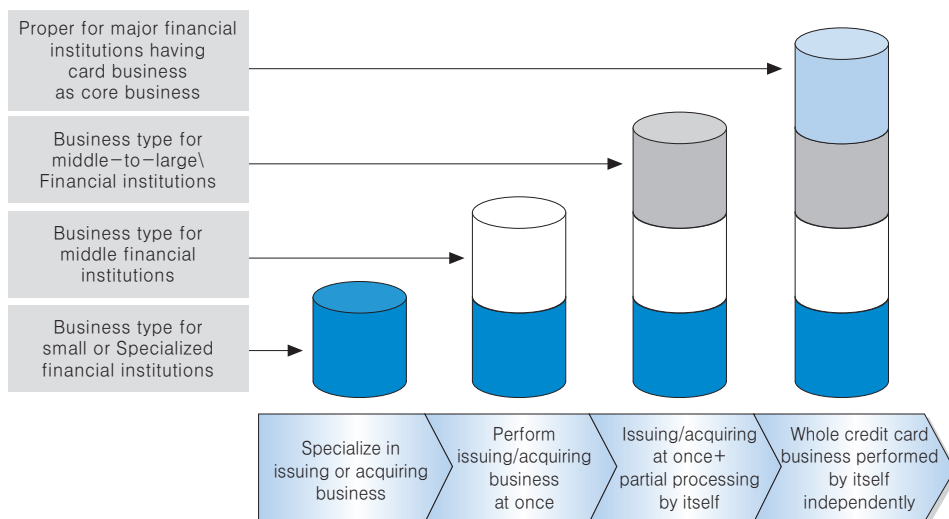 Proper for major financial
institutions having
card business
as core business
Business type for
middle-to-large\
Financial institutions
Business type for
middle financial
institutions
Business type for
small or Specialized
financial institutions
Specialize in
issuing or acquiring
business
Perform
issuing/acquiring
business
at once
Issuing/acquiring
at once+
partial processing
by itself
Whole credit card
business performed
by itself
independently